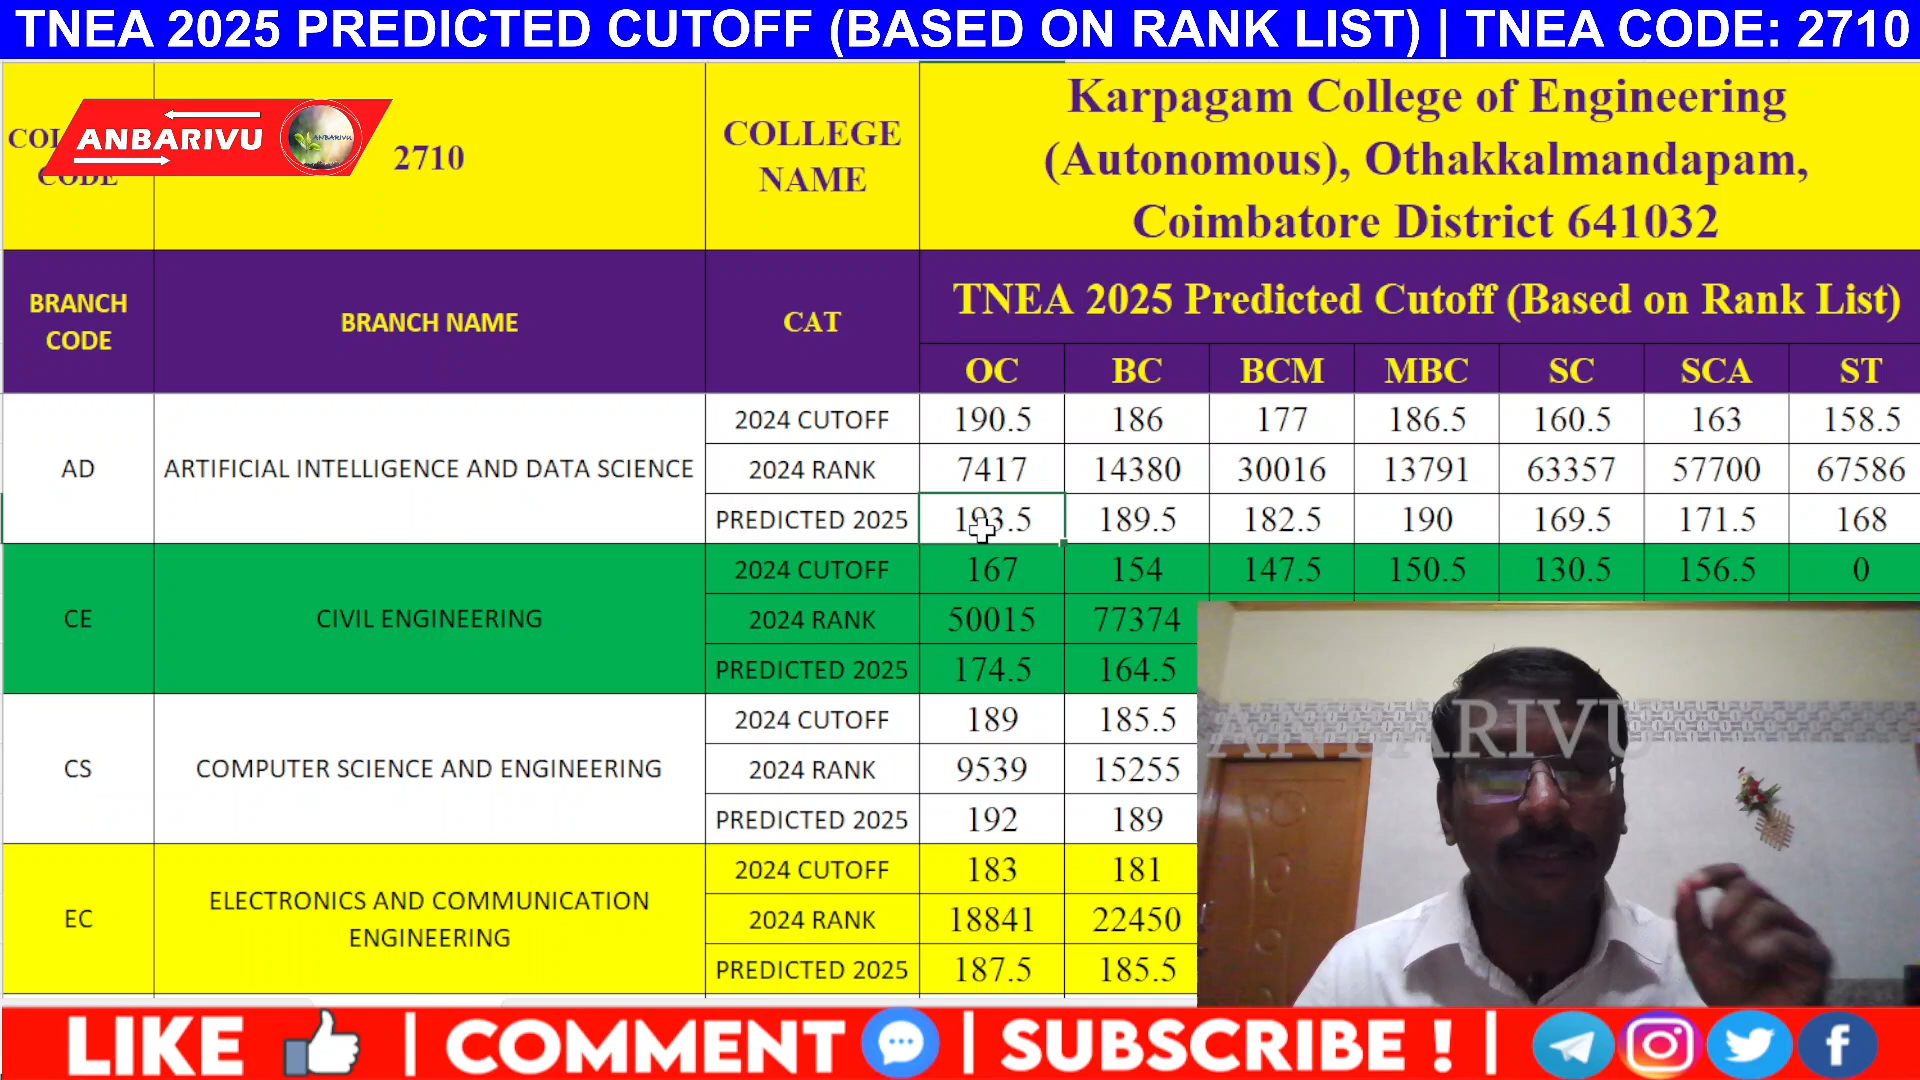 TNEA 2025 PREDICTED CUTOFF (BASED ON RANK LIST) | TNEA CODE: 2710
ANBARIVU
ANBARIVU
CODE
2710
COLLEGE
NAME
Karpagam College of Engineering
(Autonomous), Othakkalmandapam,
Coimbatore District 641032
BRANCH
CODE
BRANCH NAME
CAT
TNEA 2025 Predicted Cutoff (Based on Rank List)
OC BC BCM MBC SC SCA ST
AD
ARTIFICIAL INTELLIGENCE AND DATA SCIENCE
2024 CUTOFF 190.5 186 177 186.5 160.5 163 158.5
2024 RANK 7417 14380 30016 13791 63357 57700 67586
PREDICTED 2025 193.5 189.5 182.5 190 169.5 171.5 168
CE
CIVIL ENGINEERING
2024 CUTOFF 167 154 147.5 150.5 130.5 156.5 0
2024 RANK 50015 77374
PREDICTED 2025 174.5 164.5
CS
COMPUTER SCIENCE AND ENGINEERING
2024 CUTOFF 189 185.5
2024 RANK 9539 15255
PREDICTED 2025 192 189
EC
ELECTRONICS AND COMMUNICATION
ENGINEERING
2024 CUTOFF 183 181
2024 RANK 18841 22450
PREDICTED 2025 187.5 185.5
ANBARIVU
LIKE | COMMENT | SUBSCRIBE ! |